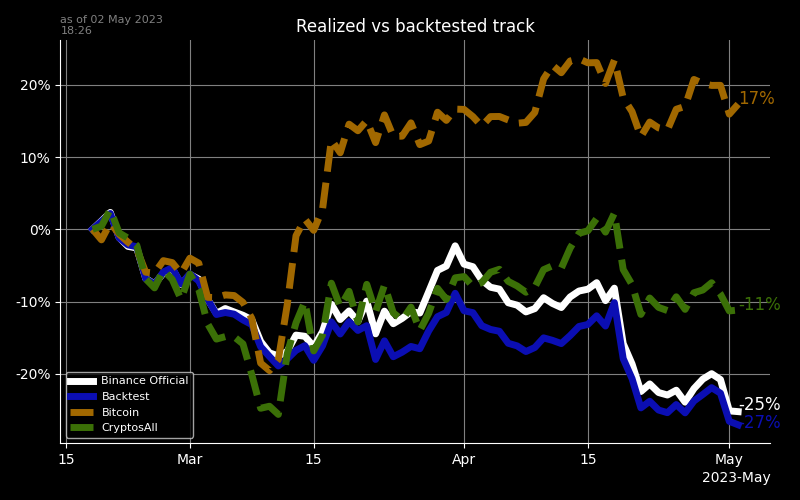 as of 02 May 2023
18:26
Realized vs backtested track
20%
10%
0%
-10%
-20%
17%
-11%
-25%
-27%
Binance Official
Backtest
Bitcoin
CryptosAll
15
Mar
15
Apr
15
May
2023-May